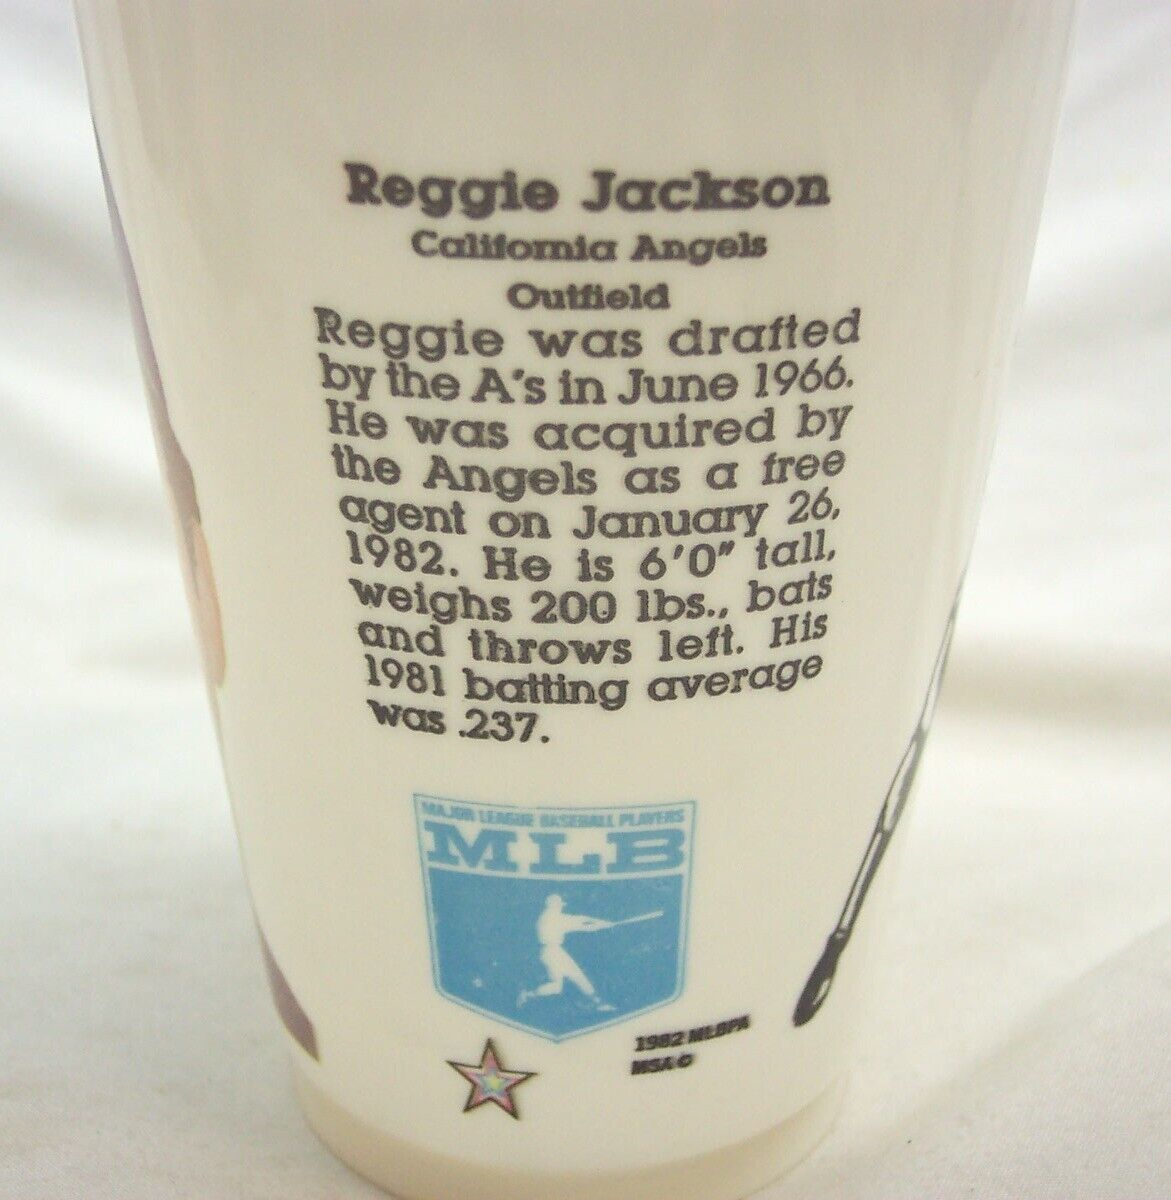 Reggie Jackson
California Angels
Outfield
Reggie was drafted
by the A's in June 1966.
He was acquired by
the Angels as a free
agent on January 26,
1982. He is 6'0" tall,
weighs 200 lbs., bats
and throws left. His
1981 batting average
was .237.
MAJOR LEAGUE BASEBALL PLAYERS
MLB
1982 MLBPA
MSA ©